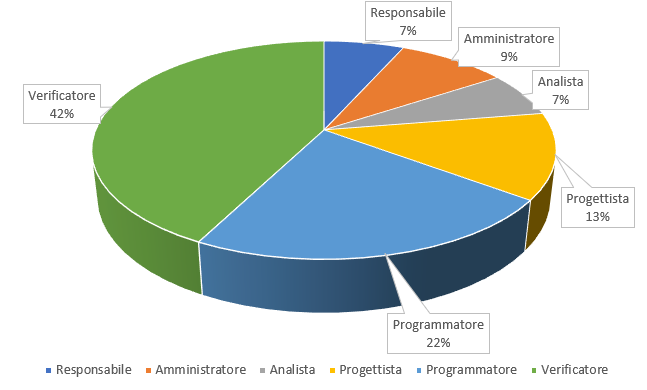 Responsabile
7%
Amministratore
9%
Analista
7%
Verificatore
42%
Progettista
13%
Programmatore
22%
Responsabile Amministratore Analista Progettista Programmatore Verificatore